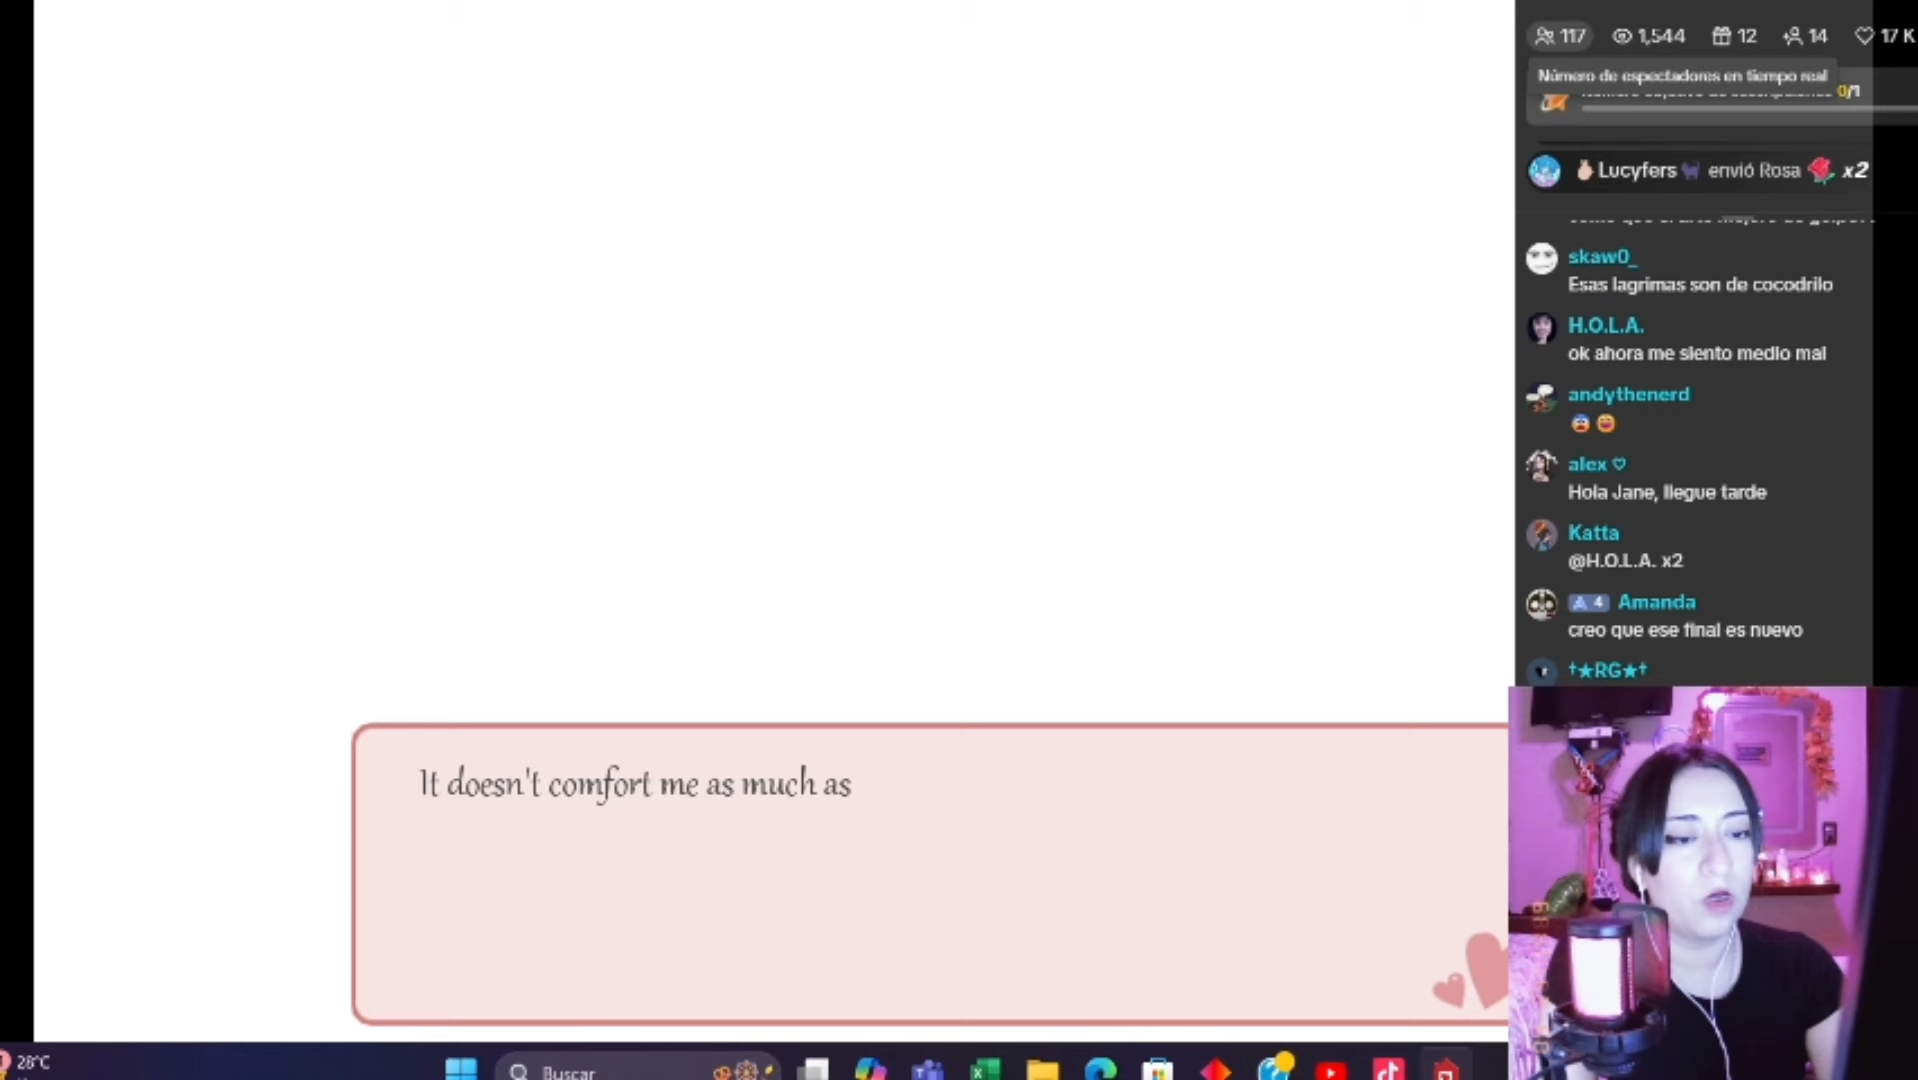 117 1,544 12 14 17 K
Número de espectadores en tiempo real
0/1
Lucyfers envió Rosa x2
skaw0_
Esas lagrimas son de cocodrilo
H.O.L.A.
ok ahora me siento medio mal
andythenerd
alex ♡
Hola Jane, llegue tarde
Katta
@H.O.L.A. x2
4 Amanda
creo que ese final es nuevo
†★RG★†
It doesn't comfort me as much as
28°C
Buscar